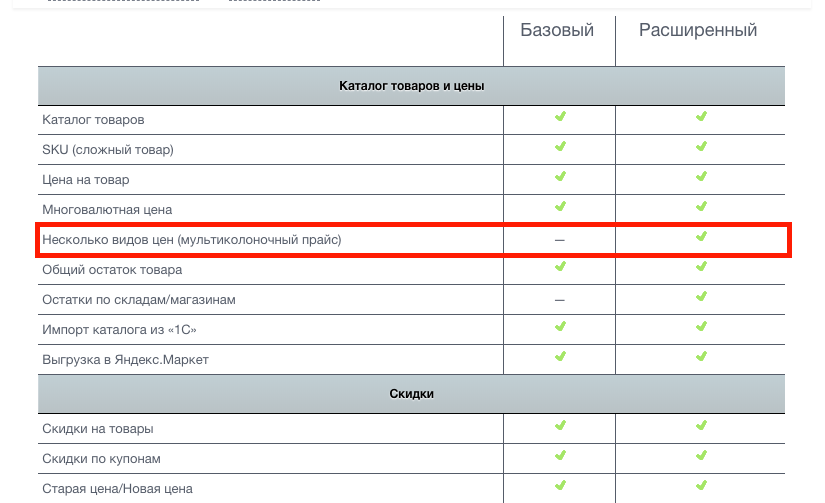 Базовый Расширенный
Каталог товаров и цены
Каталог товаров
SKU (сложный товар)
Цена на товар
Многовалютная цена
Несколько видов цен (мультиколоночный прайс) —
Общий остаток товара
Остатки по складам/магазинам —
Импорт каталога из «1С»
Выгрузка в Яндекс.Маркет
Скидки
Скидки на товары
Скидки по купонам
Старая цена/Новая цена